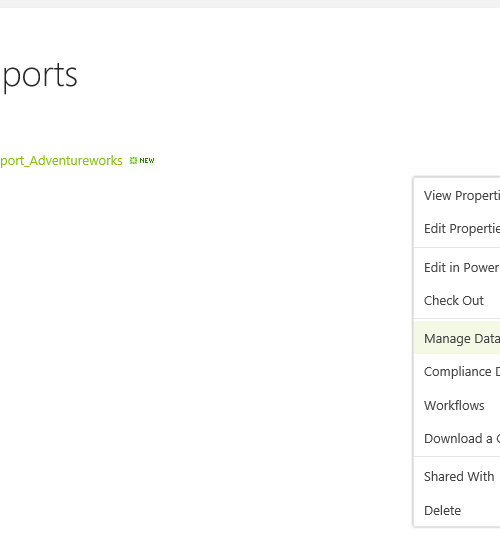 ports
port_Adventureworks NEW
View Properti
Edit Propertie
Edit in Power
Check Out
Manage Data
Compliance D
Workflows
Download a C
Shared With
Delete